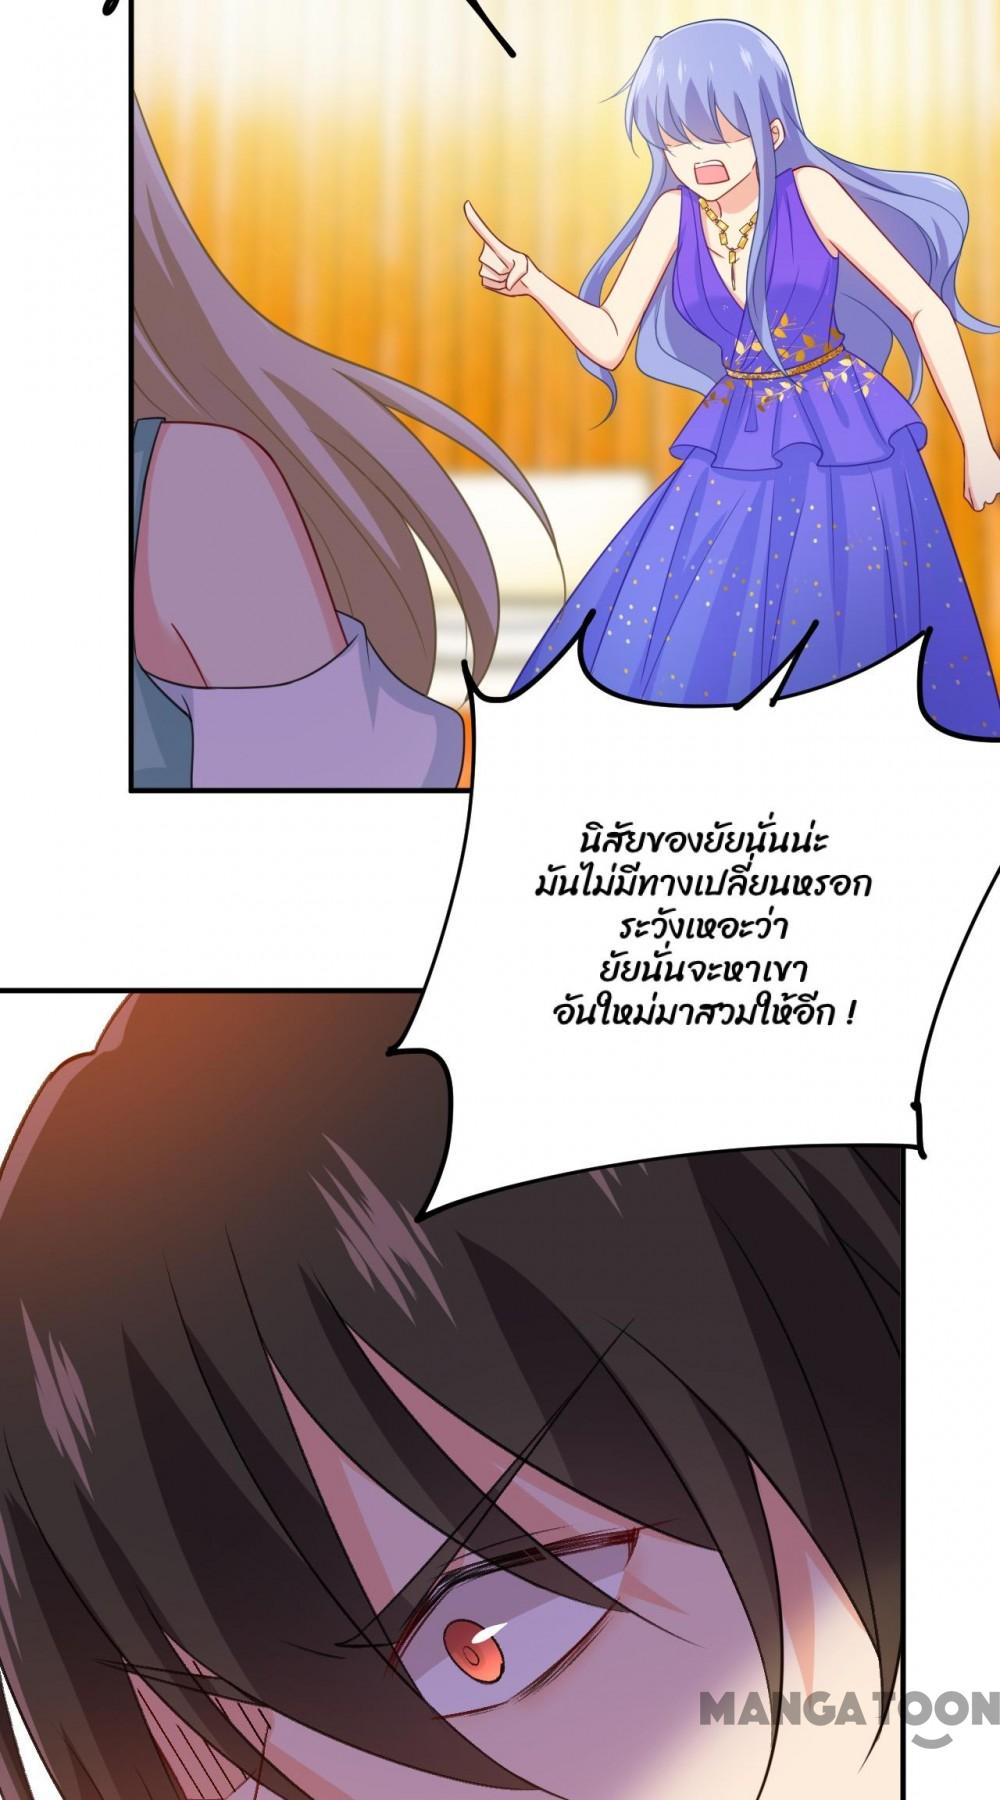 นิสัยของยัยนั่นน่ะ
มันไม่มีทางเปลี่ยนหรอก
ระวังเหอะว่า
ยัยนั่นจะหาเขา
อันใหม่มาสวมให้อีก !
MANGATOON